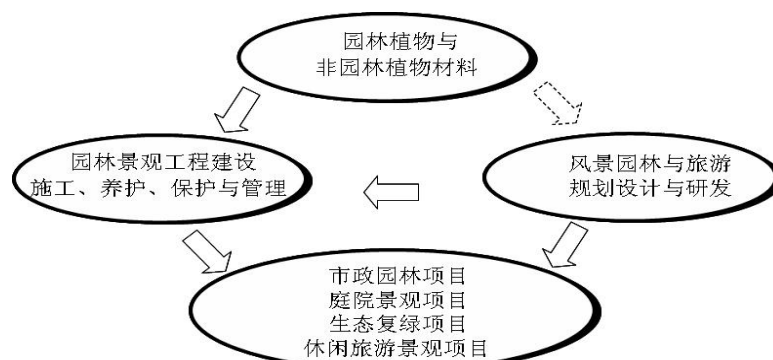 园林植物与
非园林植物材料
园林景观工程建设
施工、养护、保护与管理
风景园林与旅游
规划设计与研发
市政园林项目
庭院景观项目
生态复绿项目
休闲旅游景观项目